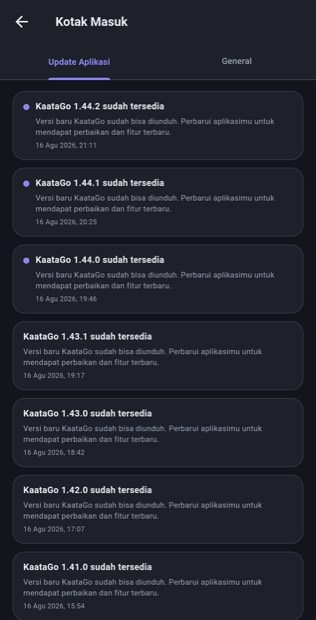 Kotak Masuk
Update Aplikasi
General
KaataGo 1.44.2 sudah tersedia
Versi baru KaataGo sudah bisa diunduh. Perbarui aplikasimu untuk
mendapat perbaikan dan fitur terbaru.
16 Agu 2026, 21:11
KaataGo 1.44.1 sudah tersedia
Versi baru KaataGo sudah bisa diunduh. Perbarui aplikasimu untuk
mendapat perbaikan dan fitur terbaru.
16 Agu 2026, 20:25
KaataGo 1.44.0 sudah tersedia
Versi baru KaataGo sudah bisa diunduh. Perbarui aplikasimu untuk
mendapat perbaikan dan fitur terbaru.
16 Agu 2026, 19:46
KaataGo 1.43.1 sudah tersedia
Versi baru KaataGo sudah bisa diunduh. Perbarui aplikasimu untuk
mendapat perbaikan dan fitur terbaru.
16 Agu 2026, 19:17
KaataGo 1.43.0 sudah tersedia
Versi baru KaataGo sudah bisa diunduh. Perbarui aplikasimu untuk
mendapat perbaikan dan fitur terbaru.
16 Agu 2026, 18:42
KaataGo 1.42.0 sudah tersedia
Versi baru KaataGo sudah bisa diunduh. Perbarui aplikasimu untuk
mendapat perbaikan dan fitur terbaru.
16 Agu 2026, 17:07
KaataGo 1.41.0 sudah tersedia
Versi baru KaataGo sudah bisa diunduh. Perbarui aplikasimu untuk
mendapat perbaikan dan fitur terbaru.
16 Agu 2026, 15:54